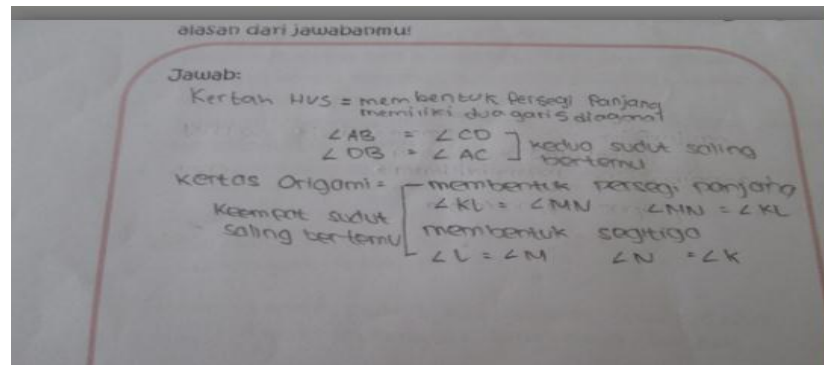 alasan dari jawabanmu!
Jawab:
Kertah HVS = membentuk Persegi Panjang
memiliki dua garis diagonal
∠AB = ∠CD
∠DB = ∠AC ] kedua sudut saling
bertemu
Kertas Origami = membentuk persegi panjang
∠KL = ∠MN ∠MN = ∠KL
Keempat sudut
saling bertemu
membentuk segitiga
∠L = ∠M ∠N = ∠K